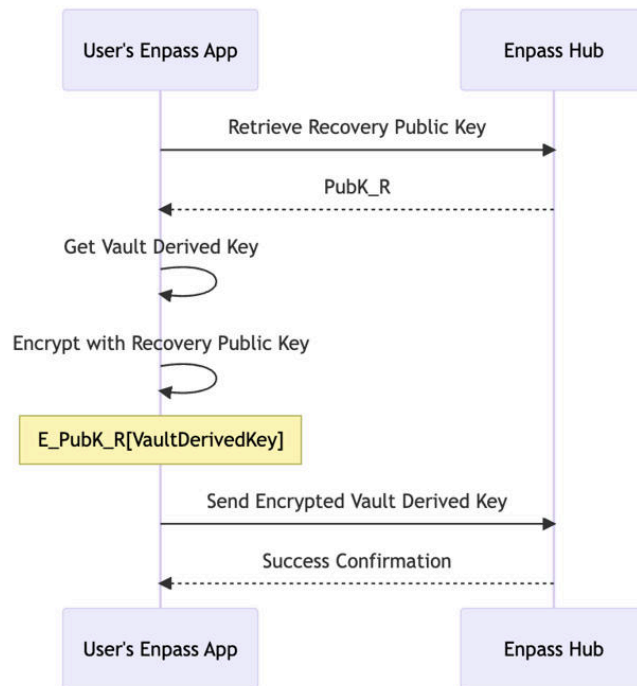 User's Enpass App
Enpass Hub
Retrieve Recovery Public Key
PubK_R
Get Vault Derived Key
Encrypt with Recovery Public Key
E_PubK_R[VaultDerivedKey]
Send Encrypted Vault Derived Key
Success Confirmation
User's Enpass App
Enpass Hub